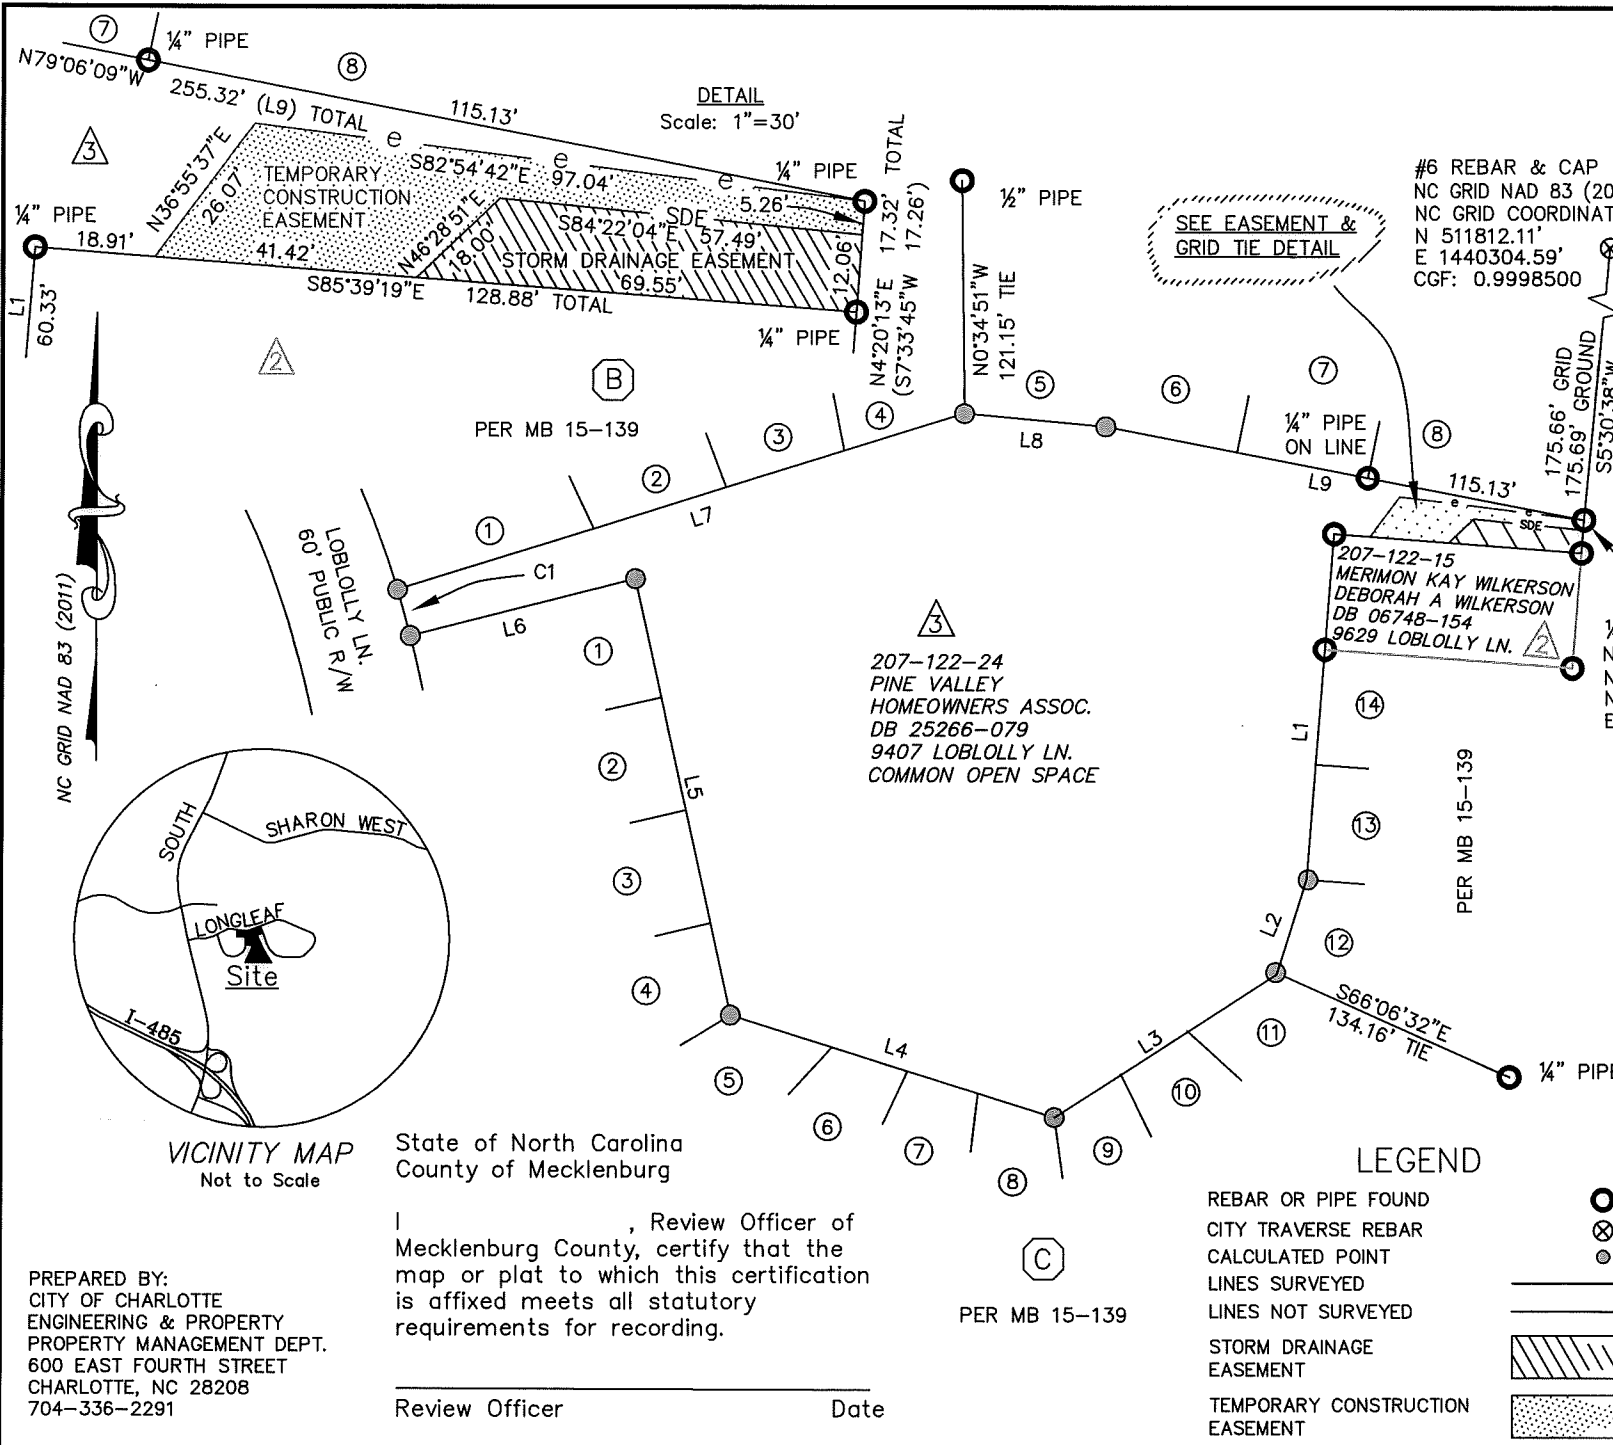 7
1/4" PIPE
8
N79°06'09"W
255.32' (L9) TOTAL
115.13'
DETAIL
Scale: 1"=30'
3
N36°55'37"E
26.07'
TEMPORARY
CONSTRUCTION
EASEMENT
e
S82°54'42"E
e
97.04'
e
1/4" PIPE
5.26'
1/4" PIPE
18.91'
41.42'
N46°28'51"E
18.00'
SDE
S84°22'04"E
57.49'
STORM DRAINAGE EASEMENT
69.55'
12.06'
S85°39'19"E
128.88' TOTAL
1/4" PIPE
N4°20'13"E 17.32' TOTAL
(S7°33'45"W 17.26')
L1
60.33'
2
1/2" PIPE
N0°34'51"W
121.15' TIE
SEE EASEMENT &
GRID TIE DETAIL
#6 REBAR & CAP
NC GRID NAD 83 (20
NC GRID COORDINAT
N 511812.11'
E 1440304.59'
CGF: 0.9998500
175.66' GRID
175.69' GROUND
S5°30'38"W
B
PER MB 15-139
1
2
3
4
5
6
7
8
L7
L8
L9
1/4" PIPE
ON LINE
115.13'
e
e
SDE
207-122-15
MERIMON KAY WILKERSON
DEBORAH A WILKERSON
DB 06748-154
9629 LOBLOLLY LN.
2
1/
N
N
N
E
NC GRID NAD 83 (2011)
LOBLOLLY LN.
60' PUBLIC R/W
C1
L6
3
207-122-24
PINE VALLEY
HOMEOWNERS ASSOC.
DB 25266-079
9407 LOBLOLLY LN.
COMMON OPEN SPACE
1
2
3
4
5
6
7
8
9
10
11
12
13
14
L5
L4
L3
L2
L1
PER MB 15-139
S66°06'32"E
134.16' TIE
1/4" PIPE
SOUTH
SHARON WEST
LONGLEAF
Site
I-485
VICINITY MAP
Not to Scale
State of North Carolina
County of Mecklenburg
I , Review Officer of
Mecklenburg County, certify that the
map or plat to which this certification
is affixed meets all statutory
requirements for recording.
Review Officer Date
PREPARED BY:
CITY OF CHARLOTTE
ENGINEERING & PROPERTY
PROPERTY MANAGEMENT DEPT.
600 EAST FOURTH STREET
CHARLOTTE, NC 28208
704-336-2291
C
PER MB 15-139
LEGEND
REBAR OR PIPE FOUND
CITY TRAVERSE REBAR
CALCULATED POINT
LINES SURVEYED
LINES NOT SURVEYED
STORM DRAINAGE
EASEMENT
TEMPORARY CONSTRUCTION
EASEMENT